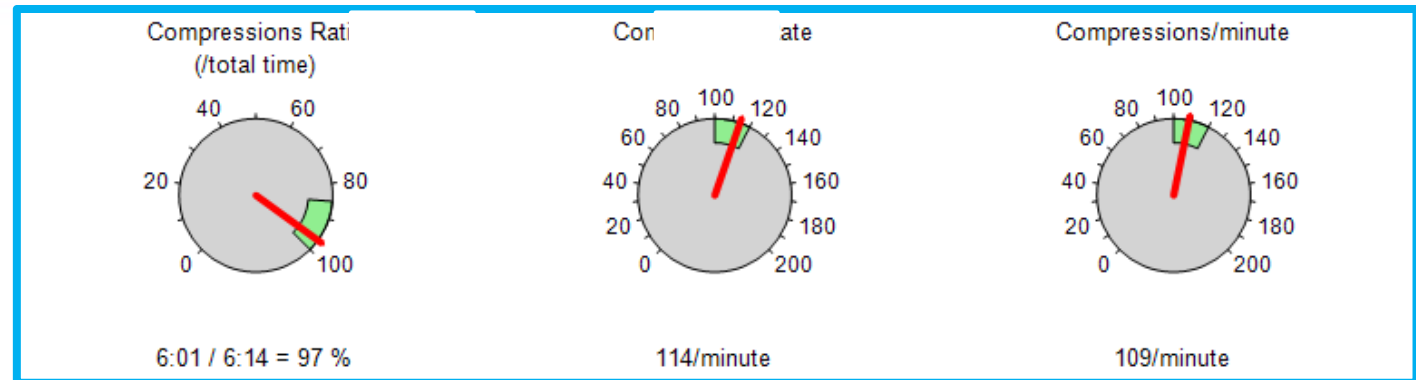 Compressions Rati
(/total time)
40 60
20 80
0 100
6:01 / 6:14 = 97 %
Con ate
80 100 120
60 140
40 160
20 180
0 200
114/minute
Compressions/minute
80 100 120
60 140
40 160
20 180
0 200
109/minute